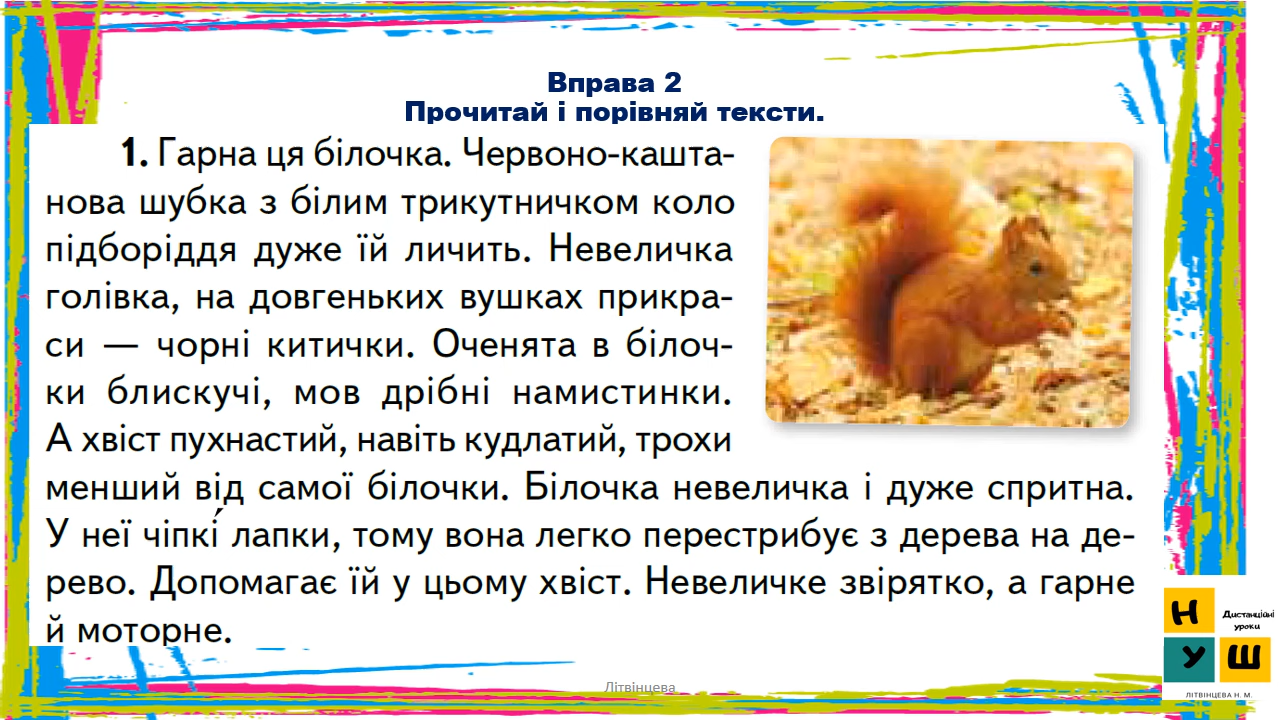 Вправа 2
Прочитай і порівняй тексти.
1. Гарна ця білочка. Червоно-кашта-
нова шубка з білим трикутничком коло
підборіддя дуже їй личить. Невеличка
голівка, на довгеньких вушках прикра-
си — чорні китички. Оченята в білоч-
ки блискучі, мов дрібні намистинки.
А хвіст пухнастий, навіть кудлатий, трохи
менший від самої білочки. Білочка невеличка і дуже спритна.
У неї чіпкі́ лапки, тому вона легко перестрибує з дерева на де-
рево. Допомагає їй у цьому хвіст. Невеличке звірятко, а гарне
й моторне.
Літвінцева
Н
Дистанційні
уроки
У Ш
ЛІТВІНЦЕВА Н. М.